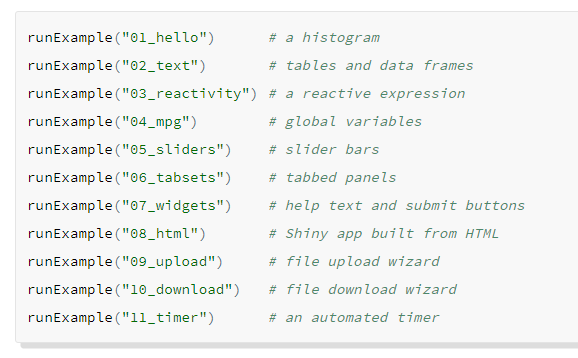 runExample("01_hello")      # a histogram
runExample("02_text")       # tables and data frames
runExample("03_reactivity") # a reactive expression
runExample("04_mpg")        # global variables
runExample("05_sliders")    # slider bars
runExample("06_tabsets")    # tabbed panels
runExample("07_widgets")    # help text and submit buttons
runExample("08_html")       # Shiny app built from HTML
runExample("09_upload")     # file upload wizard
runExample("10_download")   # file download wizard
runExample("11_timer")      # an automated timer